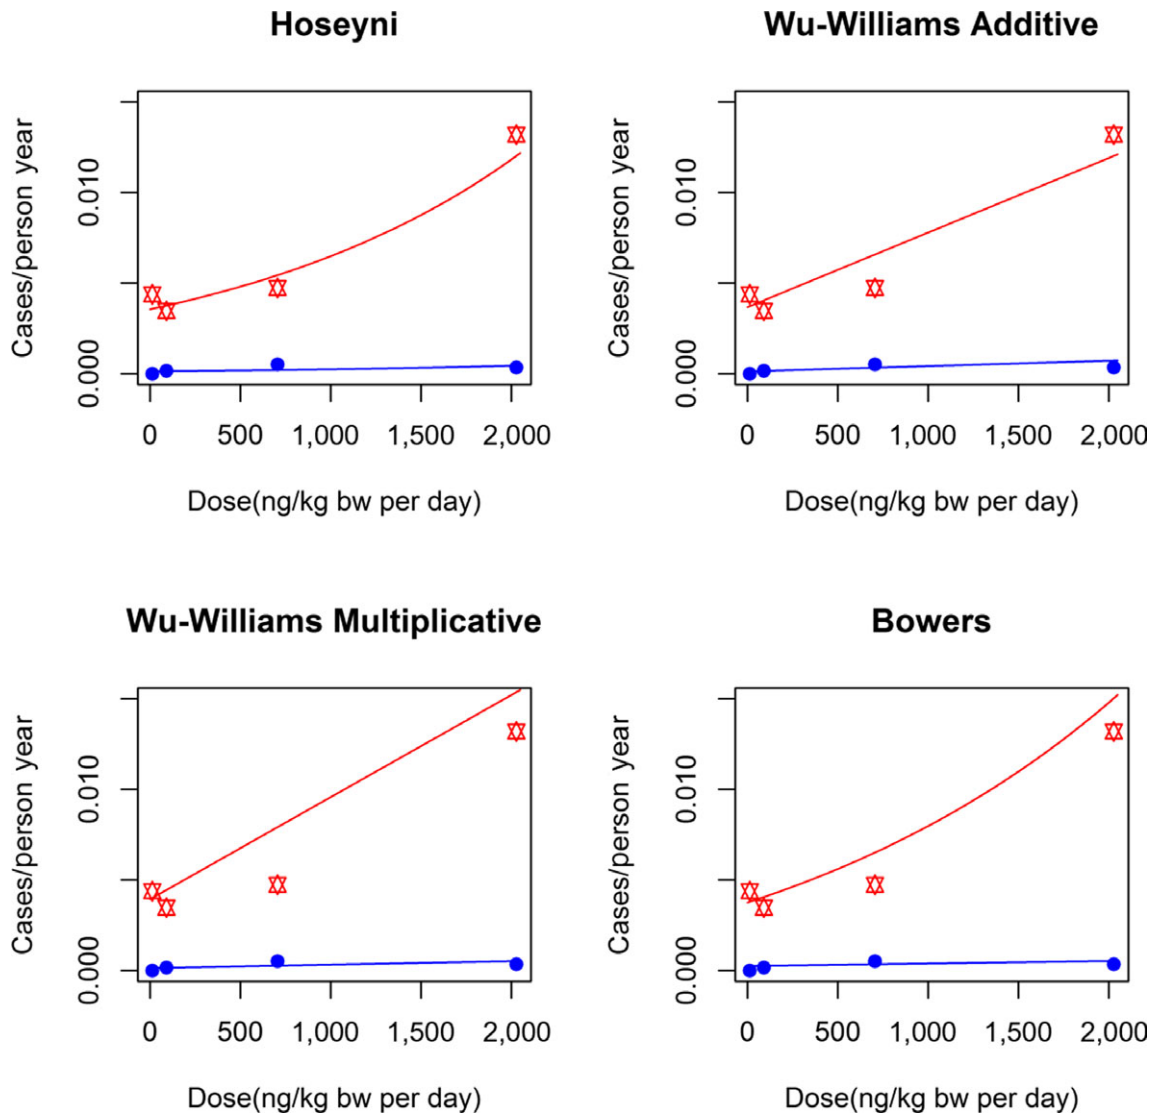 Hoseyni
Cases/person year
0.010
0.000
0 500 1,000 1,500 2,000
Dose(ng/kg bw per day)
Wu-Williams Additive
Cases/person year
0.010
0.000
0 500 1,000 1,500 2,000
Dose(ng/kg bw per day)
Wu-Williams Multiplicative
Cases/person year
0.010
0.000
0 500 1,000 1,500 2,000
Dose(ng/kg bw per day)
Bowers
Cases/person year
0.010
0.000
0 500 1,000 1,500 2,000
Dose(ng/kg bw per day)